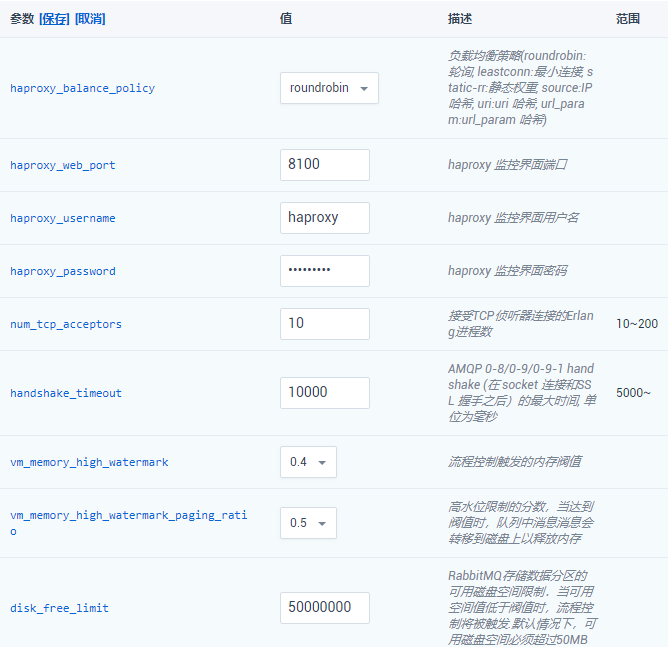 参数 [保存] [取消] 值 描述 范围
haproxy_balance_policy
roundrobin
负载均衡策略(roundrobin:
轮询, leastconn:最小连接, s
tatic-rr:静态权重, source:IP
哈希, uri:uri 哈希, url_para
m:url_param 哈希)
haproxy_web_port 8100 haproxy 监控界面端口
haproxy_username haproxy haproxy 监控界面用户名
haproxy_password ••••••••• haproxy 监控界面密码
num_tcp_acceptors
10
接受TCP侦听器连接的Erlan
g进程数
10~200
handshake_timeout
10000
AMQP 0-8/0-9/0-9-1 hand
shake (在 socket 连接和SS
L 握手之后）的最大时间, 单
位为毫秒
5000~
vm_memory_high_watermark 0.4 流程控制触发的内存阀值
vm_memory_high_watermark_paging_rati
o
0.5
高水位限制的分数，当达到
阀值时，队列中消息消息会
转移到磁盘上以释放内存
disk_free_limit
50000000
RabbitMQ存储数据分区的
可用磁盘空间限制．当可用
空间值低于阀值时，流程控
制将被触发.默认情况下，可
用磁盘空间必须超过50MB